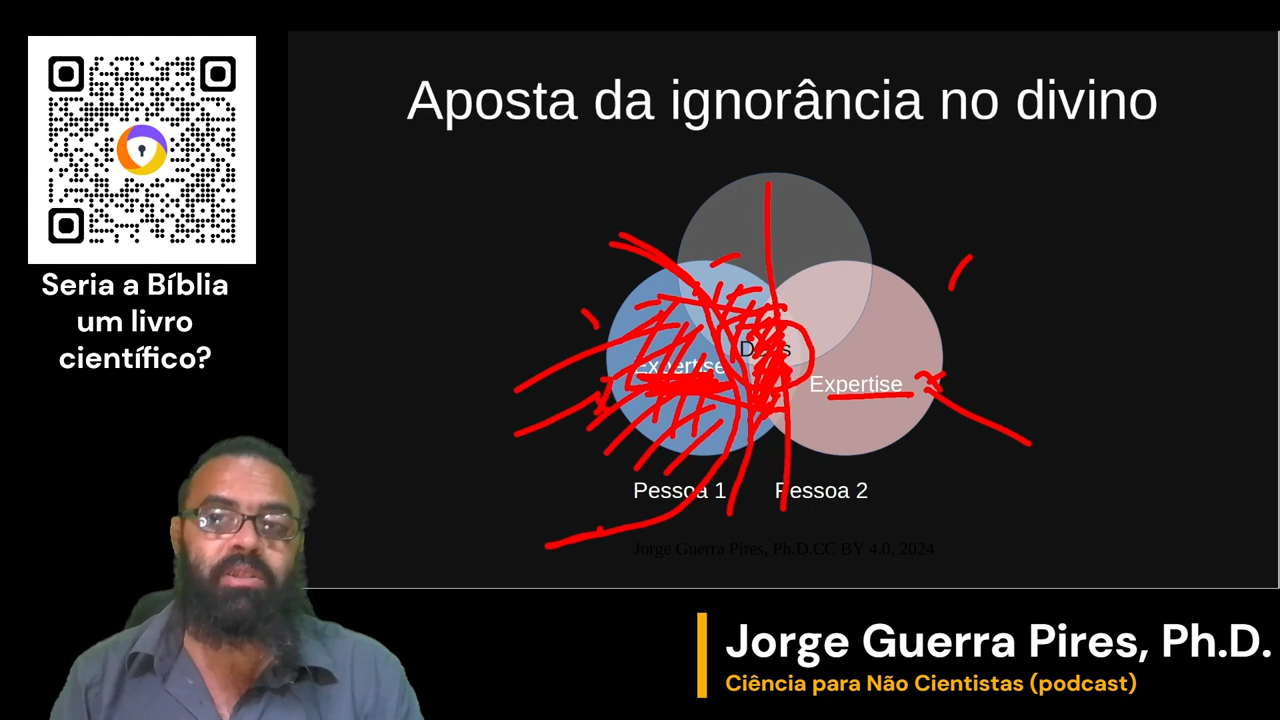 Aposta da ignorância no divino
Seria a Bíblia
um livro
científico?
Deus
Expertise
Expertise
Pessoa 1
Pessoa 2
Jorge Guerra Pires, Ph.D.CC BY 4.0, 2024
Jorge Guerra Pires, Ph.D.
Ciência para Não Cientistas (podcast)